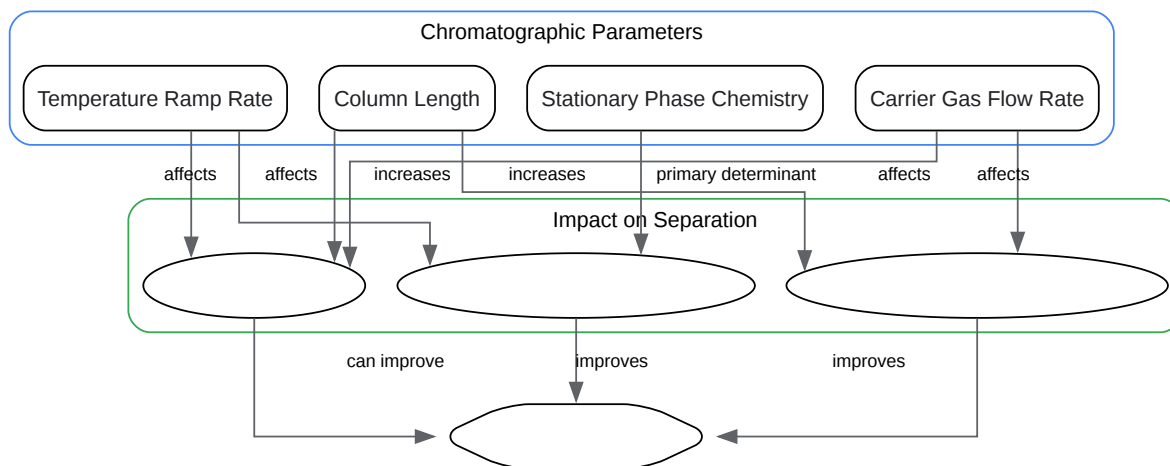 Chromatographic Parameters
Temperature Ramp Rate
Column Length
Stationary Phase Chemistry
Carrier Gas Flow Rate
affects
affects
increases
increases
primary determinant
affects
affects
Impact on Separation
can improve
improves
improves